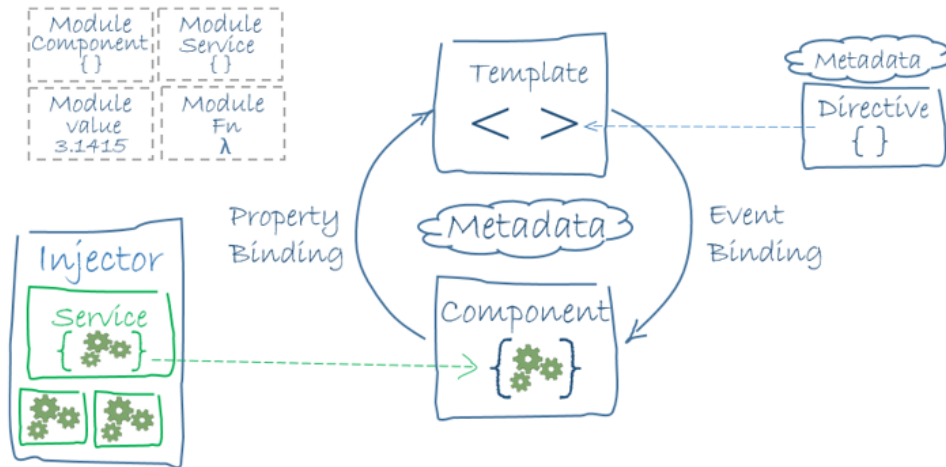 Module
Component
{ }
Module
Service
{ }
Module
value
3.1415
Module
Fn
λ
Template
< >
Metadata
Directive
{ }
Property
Binding
Metadata
Event
Binding
Injector
Service
{ }
Component
{ }